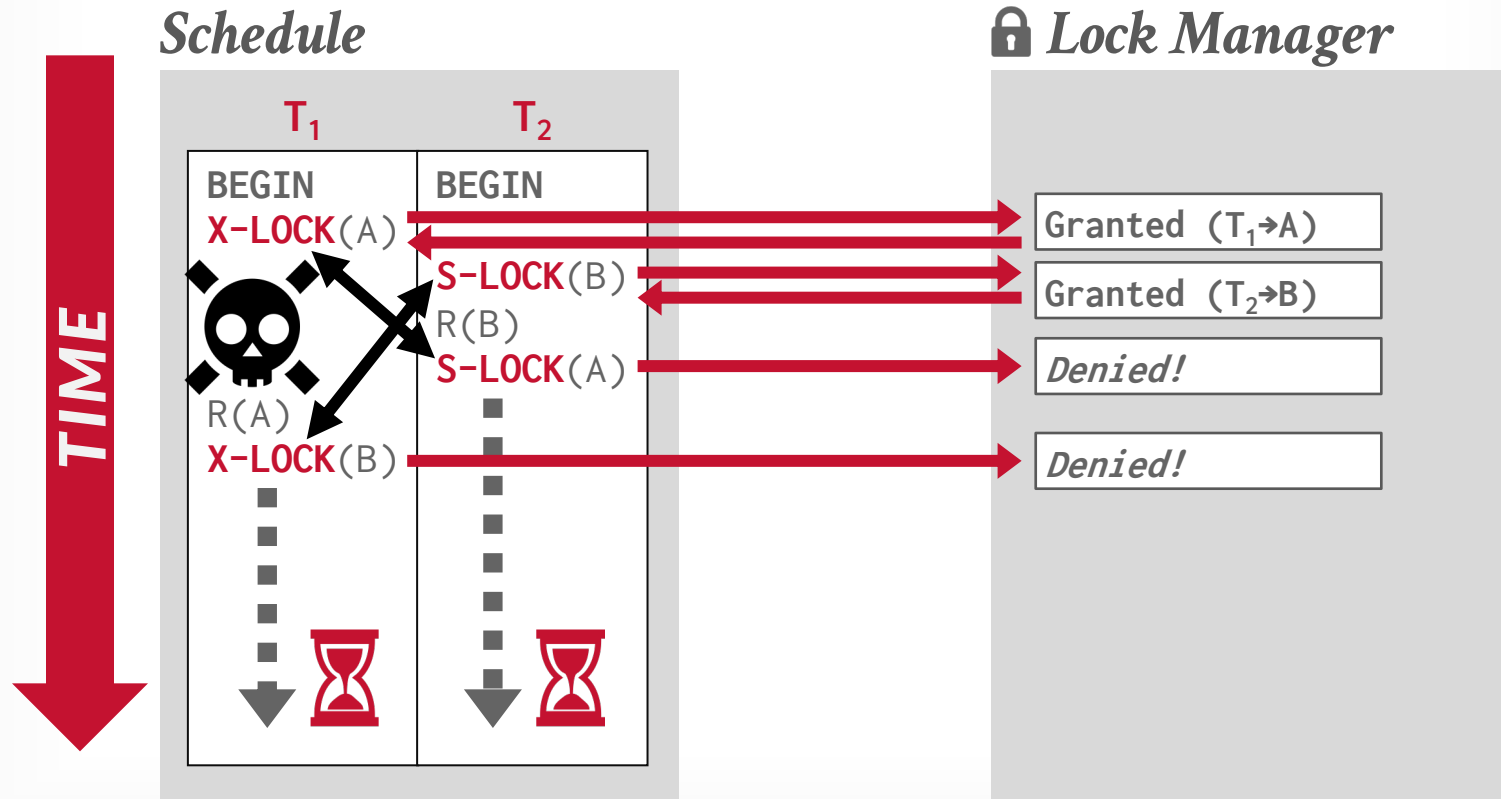 Schedule
Lock Manager
TIME
T₁
T₂
BEGIN
BEGIN
X-LOCK(A)
Granted (T₁→A)
S-LOCK(B)
Granted (T₂→B)
R(B)
S-LOCK(A)
Denied!
R(A)
X-LOCK(B)
Denied!